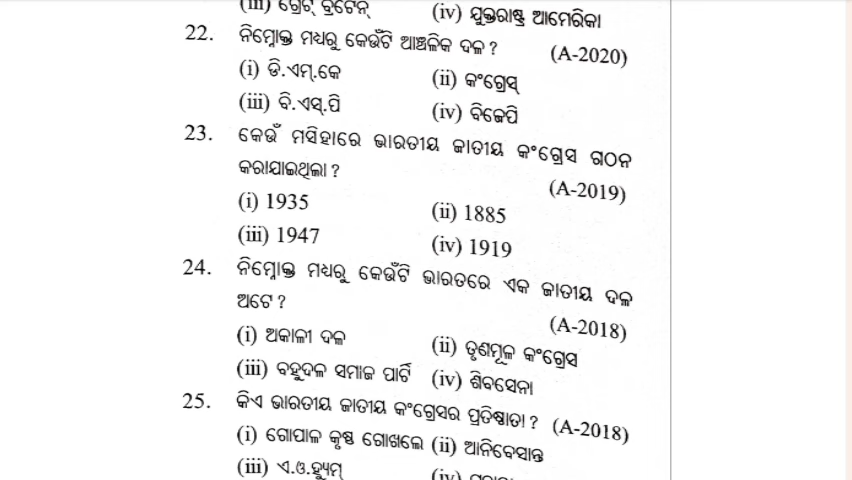 (iii) ଗ୍ରେଟ୍ ବ୍ରିଟେନ୍ (iv) ଯୁକ୍ତରାଷ୍ଟ୍ର ଆମେରିକା
22. ନିମ୍ନୋକ୍ତ ମଧ୍ୟରୁ କେଉଁଟି ଆଞ୍ଚଳିକ ଦଳ ? (A-2020)
(i) ଡି.ଏମ୍.କେ (ii) କଂଗ୍ରେସ୍
(iii) ବି.ଏସ୍.ପି (iv) ବିଜେପି
23. କେଉଁ ମସିହାରେ ଭାରତୀୟ ଜାତୀୟ କଂଗ୍ରେସ ଗଠନ
କରାଯାଇଥିଲା ? (A-2019)
(i) 1935 (ii) 1885
(iii) 1947 (iv) 1919
24. ନିମ୍ନୋକ୍ତ ମଧ୍ୟରୁ କେଉଁଟି ଭାରତରେ ଏକ ଜାତୀୟ ଦଳ
ଅଟେ ? (A-2018)
(i) ଅକାଳୀ ଦଳ (ii) ତୃଣମୂଳ କଂଗ୍ରେସ
(iii) ବହୁଦଳ ସମାଜ ପାର୍ଟି (iv) ଶିବସେନା
25. କିଏ ଭାରତୀୟ ଜାତୀୟ କଂଗ୍ରେସର ପ୍ରତିଷ୍ଠାତା ? (A-2018)
(i) ଗୋପାଳ କୃଷ୍ଣ ଗୋଖଲେ (ii) ଆନିବେସାନ୍ତ
(iii) ଏ.ଓ.ହ୍ୟୁମ୍ (iv)